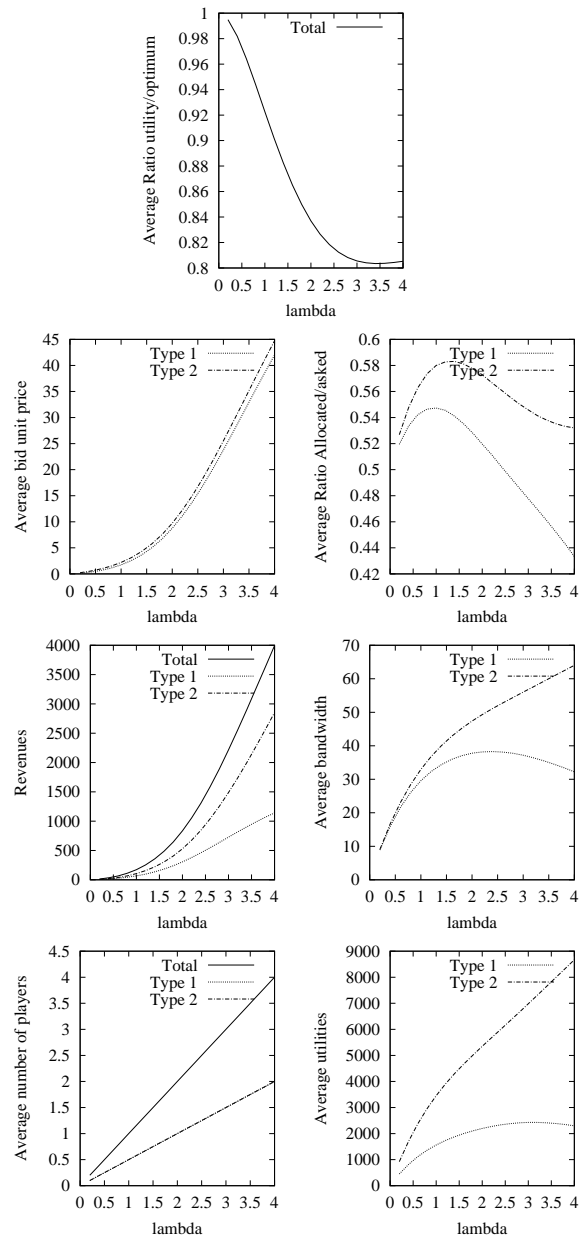 Average Ratio utility/optimum
1
0.98
0.96
0.94
0.92
0.9
0.88
0.86
0.84
0.82
0.8
Total
0 0.5 1 1.5 2 2.5 3 3.5 4
lambda
Average bid unit price
45
40
35
30
25
20
15
10
5
0
Type 1
Type 2
0 0.5 1 1.5 2 2.5 3 3.5 4
lambda
Average Ratio Allocated/asked
0.6
0.58
0.56
0.54
0.52
0.5
0.48
0.46
0.44
0.42
Type 1
Type 2
0 0.5 1 1.5 2 2.5 3 3.5 4
lambda
Revenues
4000
3500
3000
2500
2000
1500
1000
500
0
Total
Type 1
Type 2
0 0.5 1 1.5 2 2.5 3 3.5 4
lambda
Average bandwidth
70
60
50
40
30
20
10
0
Type 1
Type 2
0 0.5 1 1.5 2 2.5 3 3.5 4
lambda
Average number of players
4.5
4
3.5
3
2.5
2
1.5
1
0.5
0
Total
Type 1
Type 2
0 0.5 1 1.5 2 2.5 3 3.5 4
lambda
Average utilities
9000
8000
7000
6000
5000
4000
3000
2000
1000
0
Type 1
Type 2
0 0.5 1 1.5 2 2.5 3 3.5 4
lambda